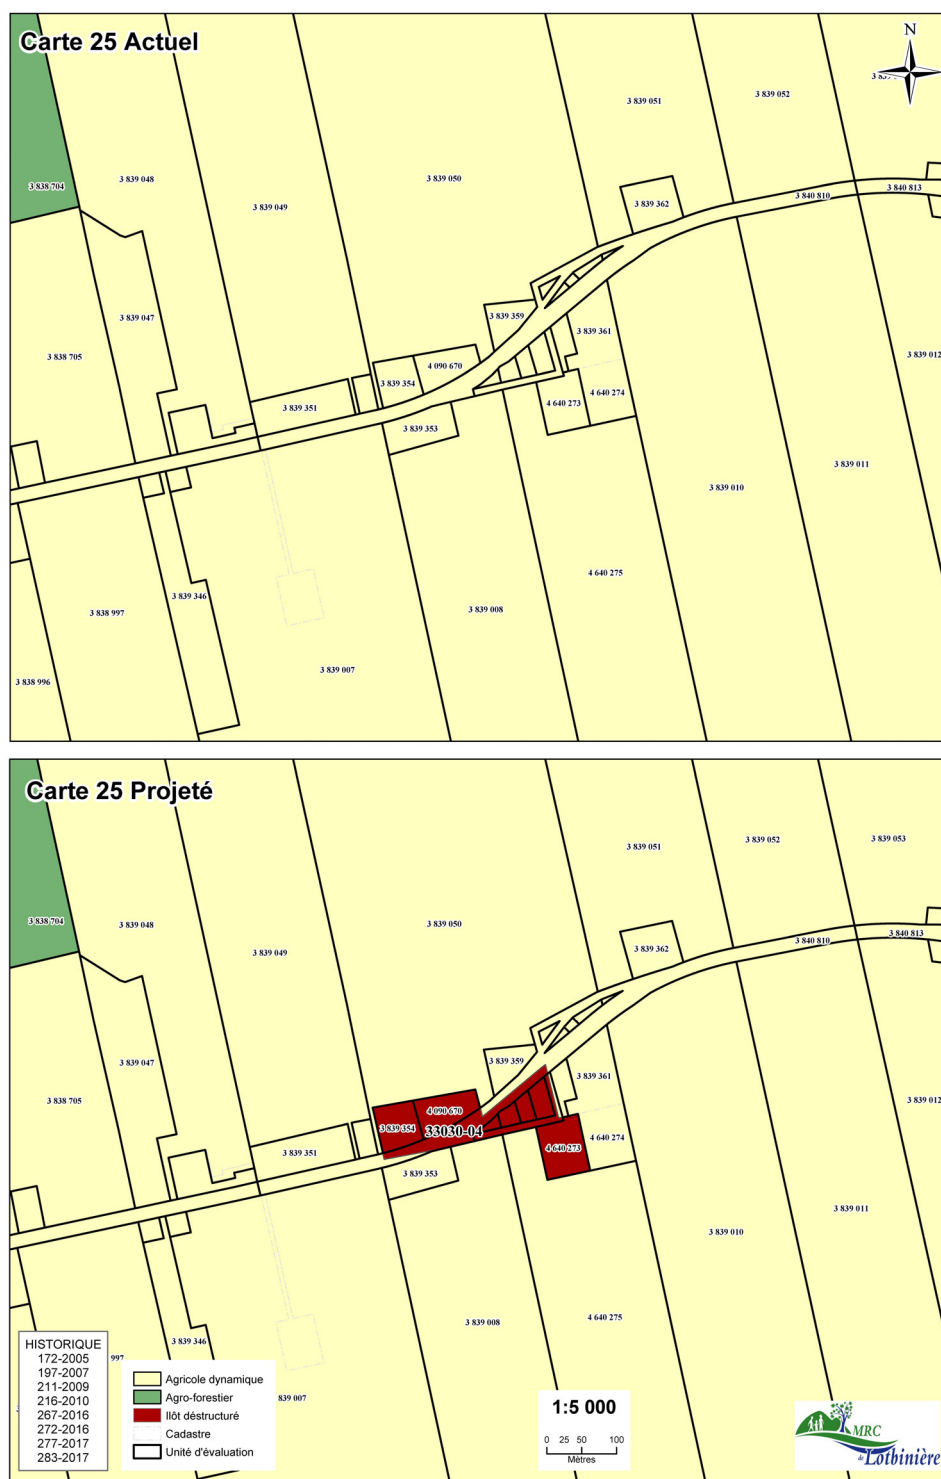 Carte 25 Actuel
N
3 839 051
3 839 052
3 838 704
3 839 048
3 839 049
3 839 050
3 839 362
3 840 810
3 840 813
3 839 047
3 838 705
3 839 359
3 839 361
3 839 012
4 090 670
3 839 354
3 839 351
3 839 353
4 640 273
4 640 274
3 839 010
3 839 011
3 838 997
3 839 346
3 839 008
4 640 275
3 839 007
3 838 996
Carte 25 Projeté
3 839 051
3 839 052
3 839 053
3 838 704
3 839 048
3 839 049
3 839 050
3 839 362
3 840 810
3 840 813
3 839 047
3 838 705
3 839 359
3 839 361
3 839 012
4 090 670
3 839 354
33030-04
3 839 351
3 839 353
4 640 273
4 640 274
3 839 010
3 839 011
3 839 346
3 839 008
4 640 275
997
839 007
HISTORIQUE
172-2005
197-2007
211-2009
216-2010
267-2016
272-2016
277-2017
283-2017
Agricole dynamique
Agro-forestier
Ilôt déstructuré
Cadastre
Unité d'évaluation
1:5 000
0 25 50 100
Mètres
MRC
de Lotbinière